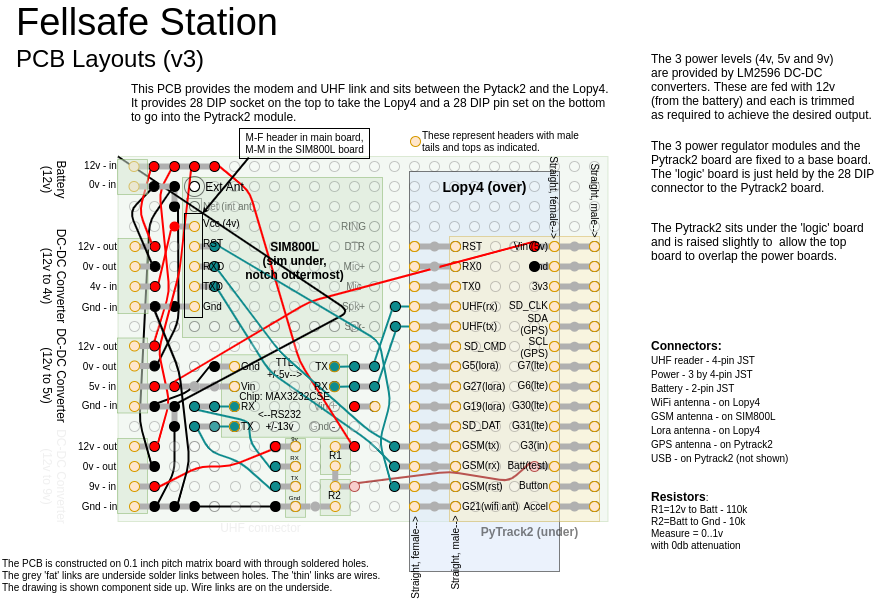 Fellsafe Station
PCB Layouts (v3)
This PCB provides the modem and UHF link and sits between the Pytack2 and the Lopy4.
It provides 28 DIP socket on the top to take the Lopy4 and a 28 DIP pin set on the bottom
to go into the Pytrack2 module.
The 3 power levels (4v, 5v and 9v)
are provided by LM2596 DC-DC
converters. These are fed with 12v
(from the battery) and each is trimmed
as required to achieve the desired output.
The 3 power regulator modules and the
Pytrack2 board are fixed to a base board.
The 'logic' board is just held by the 28 DIP
connector to the Pytrack2 board.
The Pytrack2 sits under the 'logic' board
and is raised slightly to allow the top
board to overlap the power boards.
Connectors:
UHF reader - 4-pin JST
Power - 3 by 4-pin JST
Battery - 2-pin JST
WiFi antenna - on Lopy4
GSM antenna - on SIM800L
Lora antenna - on Lopy4
GPS antenna - on Pytrack2
USB - on Pytrack2 (not shown)
Resistors:
R1=12v to Batt - 110k
R2=Batt to Gnd - 10k
Measure = 0..1v
with 0db attenuation
M-F header in main board,
M-M in the SIM800L board
These represent headers with male
tails and tops as indicated.
Battery
(12v)
DC-DC Converter
(12v to 4v)
DC-DC Converter
(12v to 5v)
DC-DC Converter
(12v to 9v)
12v - in
0v - in
12v - out
0v - out
4v - in
Gnd - in
12v - out
0v - out
5v - in
Gnd - in
12v - out
0v - out
9v - in
Gnd - in
Ext Ant
Net (int ant)
Vcc (4v)
RST
RXD
TXD
Gnd
RING
DTR
Mic+
Mic-
Spk+
Spk-
SIM800L
(sim under,
notch outermost)
Gnd
Vin
RX
TX
TTL
+/-5v-->
Chip: MAX3232CSE
<--RS232
+/-13v
TX
RX
Gnd
9v
RX
TX
Gnd
R1
R2
UHF connector
Lopy4 (over)
Straight, female--->
Straight, male--->
RST
RX0
TX0
UHF(rx)
UHF(tx)
SD_CMD
G5(lora)
G27(lora)
G19(lora)
SD_DAT
GSM(tx)
GSM(rx)
GSM(rst)
G21(wifi ant)
Vin(5v)
3v3
SD_CLK
SDA
(GPS)
SCL
(GPS)
G7(lte)
G6(lte)
G30(lte)
G31(lte)
G3(in)
Batt(test)
Button
Accel
PyTrack2 (under)
Straight, female--->
Straight, male--->
The PCB is constructed on 0.1 inch pitch matrix board with through soldered holes.
The grey 'fat' links are underside solder links between holes. The 'thin' links are wires.
The drawing is shown component side up. Wire links are on the underside.